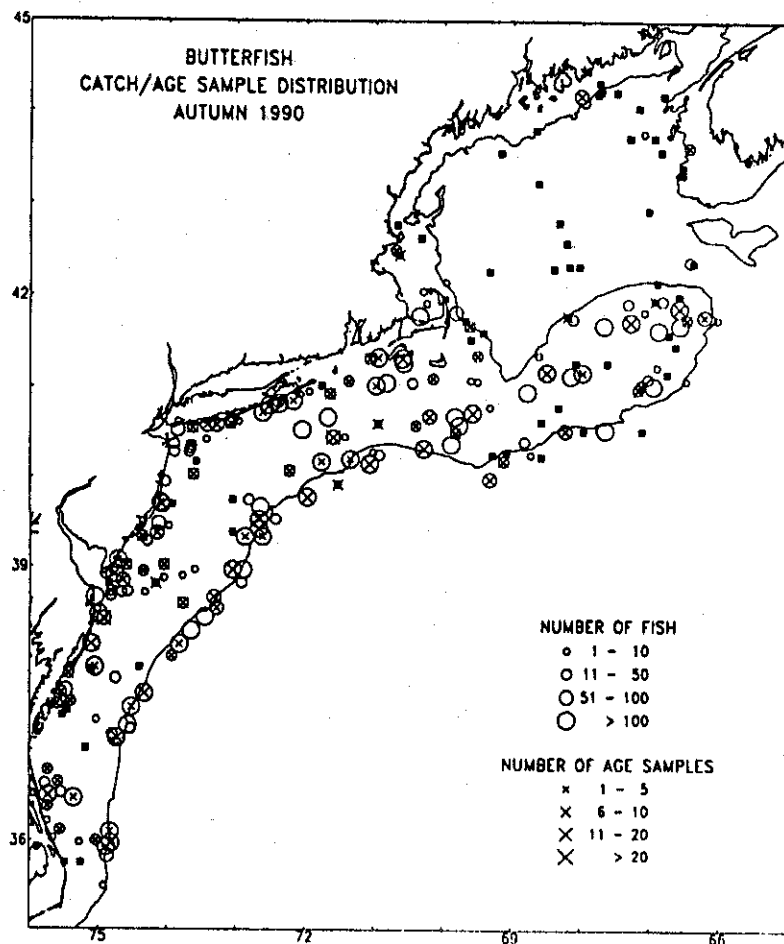 45
BUTTERFISH
CATCH/AGE SAMPLE DISTRIBUTION
AUTUMN 1990
42
39
NUMBER OF FISH
1 - 10
11 - 50
51 - 100
> 100
NUMBER OF AGE SAMPLES
1 - 5
6 - 10
11 - 20
> 20
36
75
72
69
66